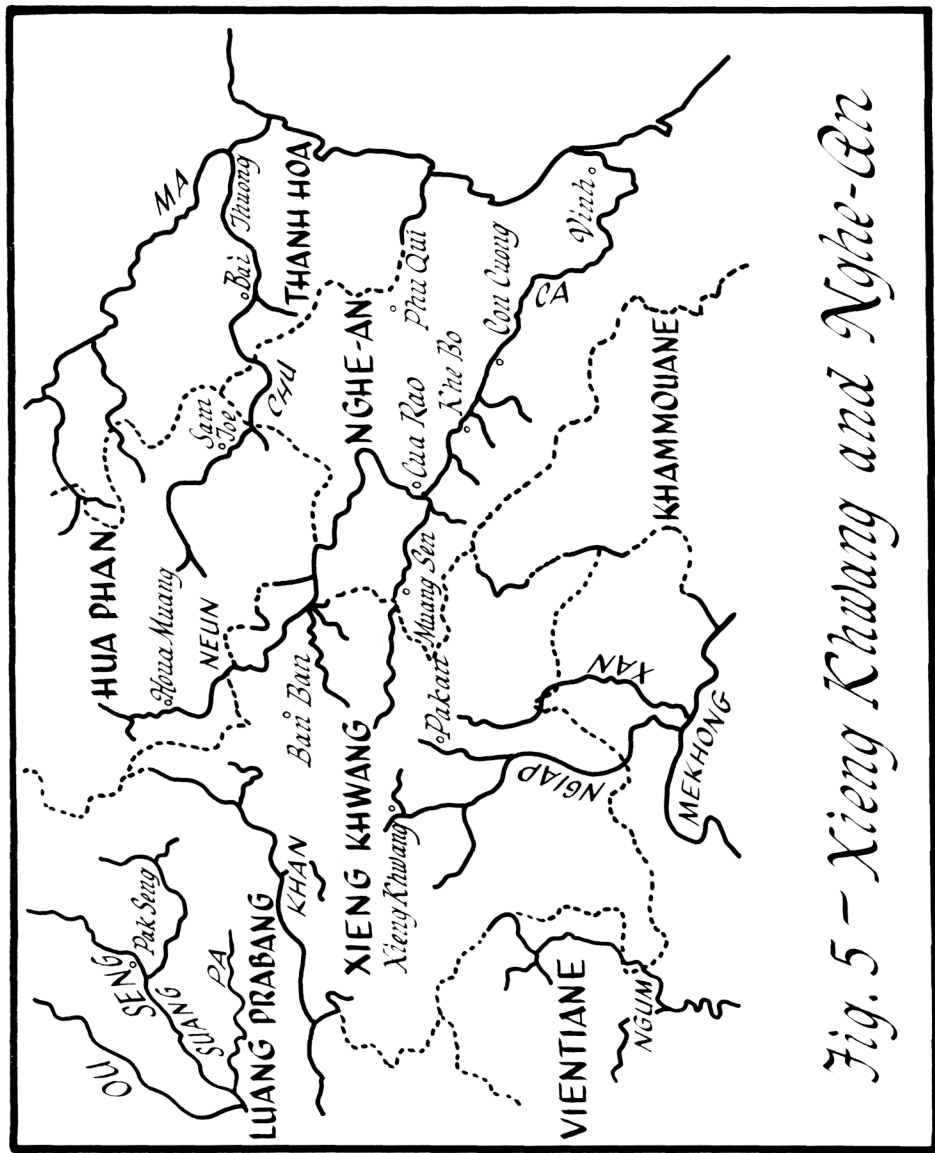 OU
SENG
Pak Seng
SUANG
PA
LUANG PRABANG
KHAN
HUA PHAN
Houa Muang
NEUN
Sam
Toe
CHU
MA
Bai Thuong
THANH HOA
XIENG KHWANG
Xieng Khwang
Ban Ban
NGHE-AN
Cua Rao
Phu Qui
Khe Bo
Con Cuong
CA
Vinh
Muang Sen
Pakant
NGIAP
XAN
MEKHONG
KHAMMOUANE
VIENTIANE
NGUM
Fig. 5 - Xieng Khwang and Nghe-An